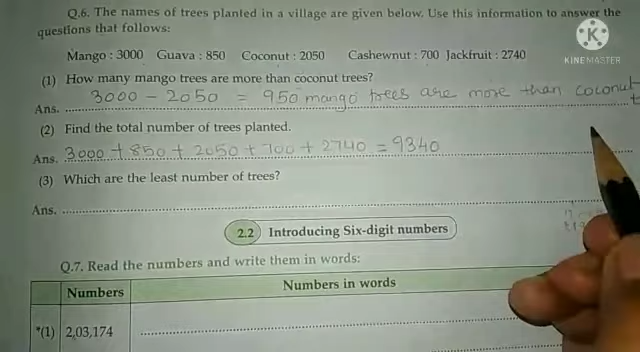 Q.6. The names of trees planted in a village are given below. Use this information to answer the
questions that follows:
Mango : 3000 Guava : 850 Coconut : 2050 Cashewnut : 700 Jackfruit : 2740
K
KINEMASTER
(1) How many mango trees are more than coconut trees?
Ans. 3000 - 2050 = 950 mango trees are more than coconut
(2) Find the total number of trees planted.
Ans. 3000 + 850 + 2050 + 700 + 2740 = 9340
(3) Which are the least number of trees?
Ans.
2.2 Introducing Six-digit numbers
Q.7. Read the numbers and write them in words:
Numbers Numbers in words
*(1) 2,03,174